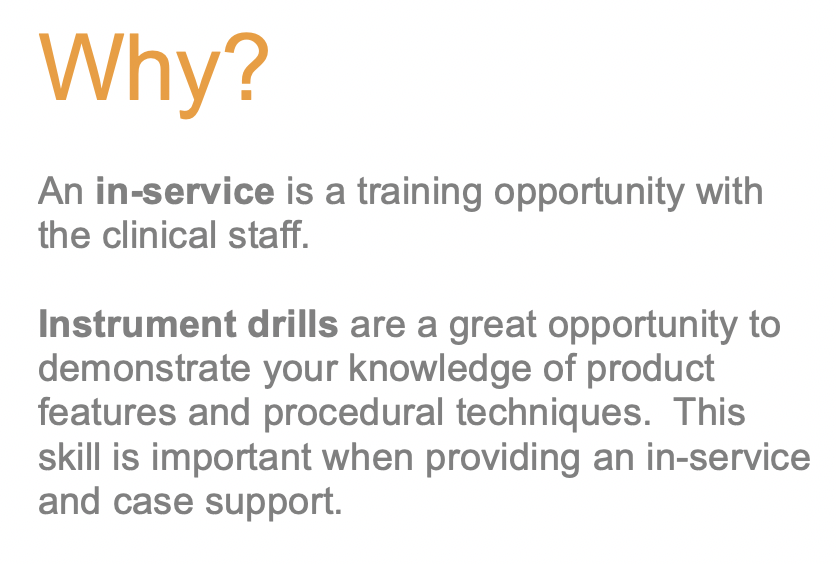 Why?
An in-service is a training opportunity with
the clinical staff.
Instrument drills are a great opportunity to
demonstrate your knowledge of product
features and procedural techniques.  This
skill is important when providing an in-service
and case support.